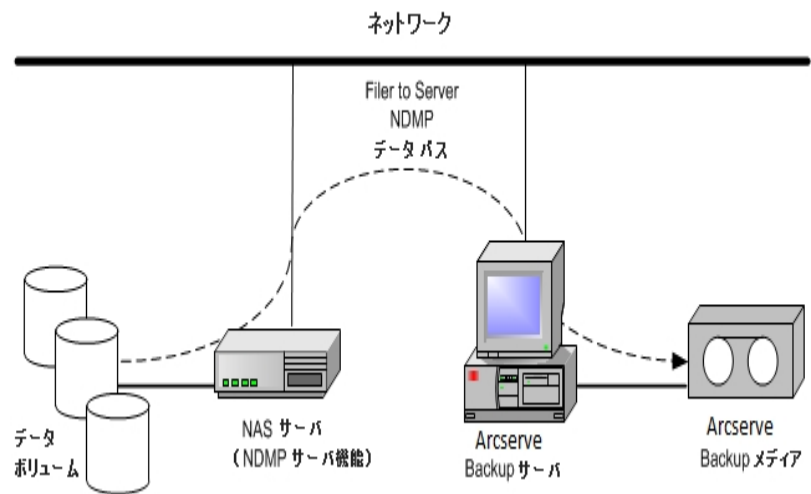 ネットワーク
Filer to Server
NDMP
データ パス
データ
ボリューム
NAS サーバ
(NDMP サーバ機能)
Arcserve
Backup サーバ
Arcserve
Backup メディア